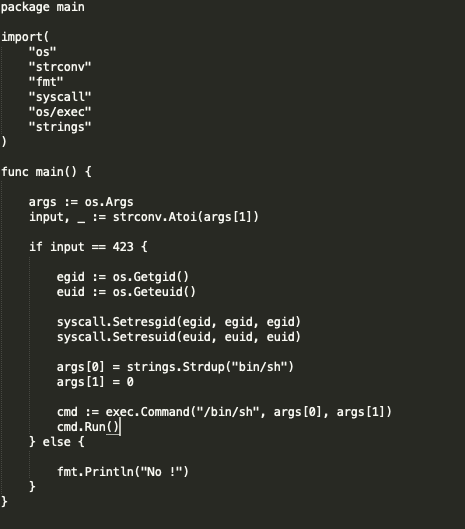 package main
import(
"os"
"strconv"
"fmt"
"syscall"
"os/exec"
"strings"
)
func main() {
args := os.Args
input, _ := strconv.Atoi(args[1])
if input == 423 {
egid := os.Getgid()
euid := os.Geteuid()
syscall.Setresgid(egid, egid, egid)
syscall.Setresuid(euid, euid, euid)
args[0] = strings.Strdup("bin/sh")
args[1] = 0
cmd := exec.Command("/bin/sh", args[0], args[1])
cmd.Run()
} else {
fmt.Println("No !")
}
}